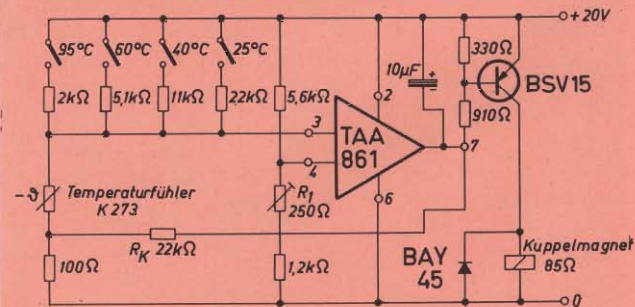 +20V
95°C 60°C 40°C 25°C
2kΩ 5,1kΩ 11kΩ 22kΩ 5,6kΩ
10µF
+
330Ω
BSV15
910Ω
2
3
TAA
861
7
4
6
-ϑ Temperaturfühler
K 273
R1
250Ω
RK 22kΩ
100Ω
1,2kΩ
BAY
45
Kuppelmagnet
85Ω
0